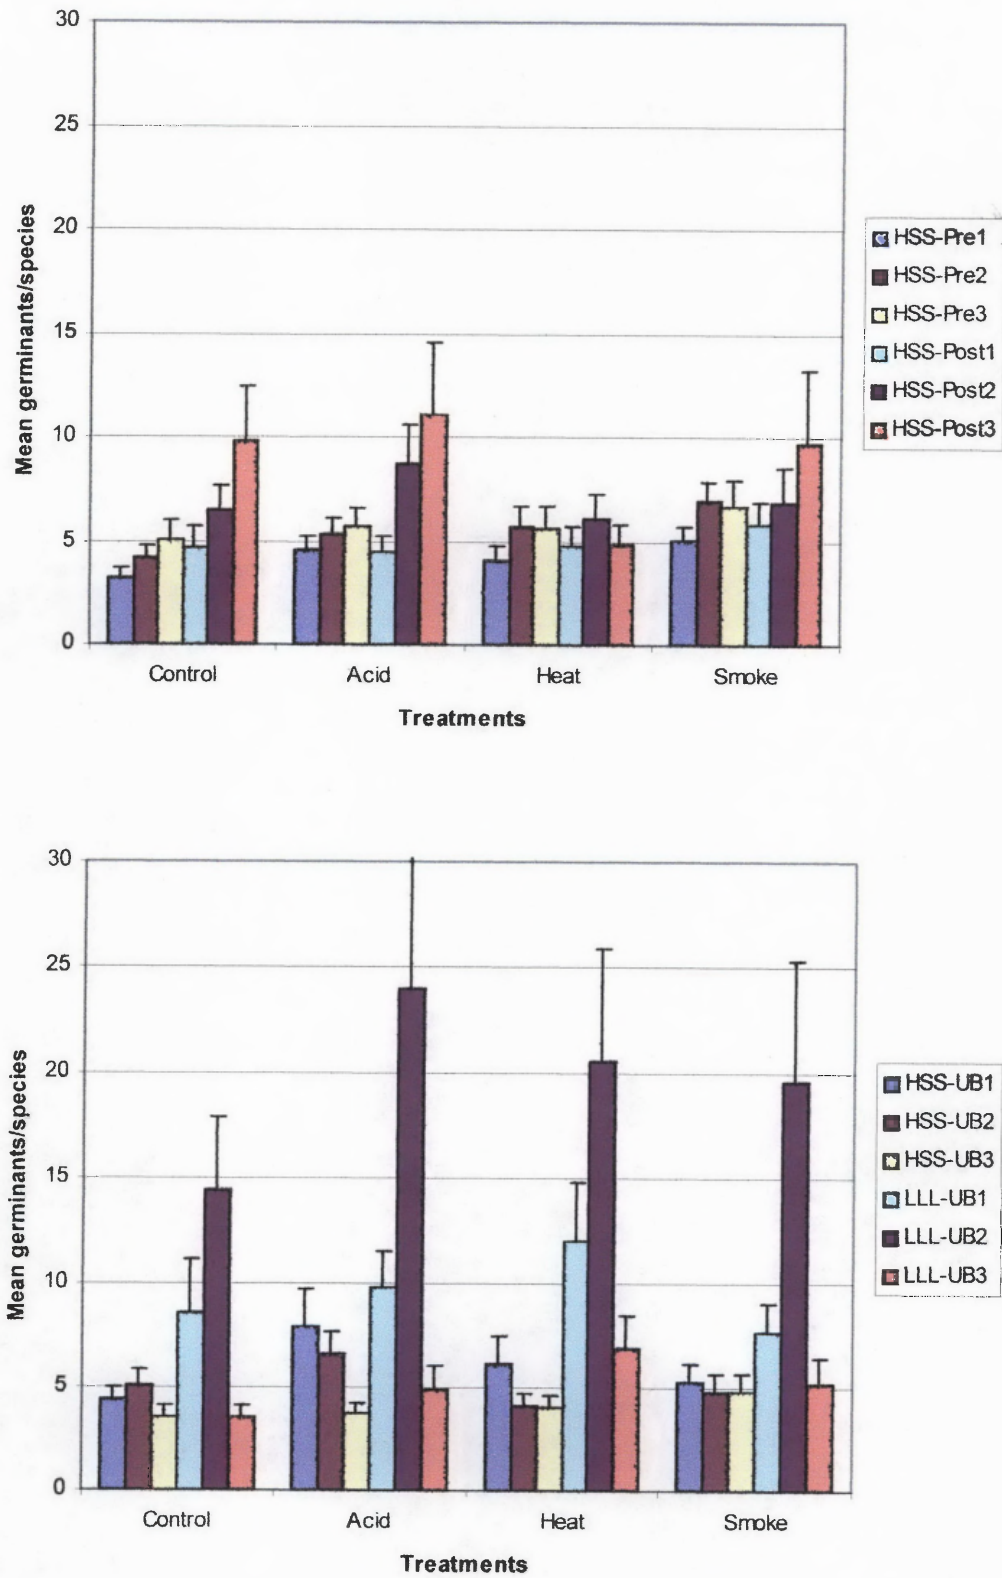 30
25
20
15
10
5
0
Mean germinants/species
Control Acid Heat Smoke
Treatments
HSS-Pre1
HSS-Pre2
HSS-Pre3
HSS-Post1
HSS-Post2
HSS-Post3
30
25
20
15
10
5
0
Mean germinants/species
Control Acid Heat Smoke
Treatments
HSS-UB1
HSS-UB2
HSS-UB3
LLL-UB1
LLL-UB2
LLL-UB3